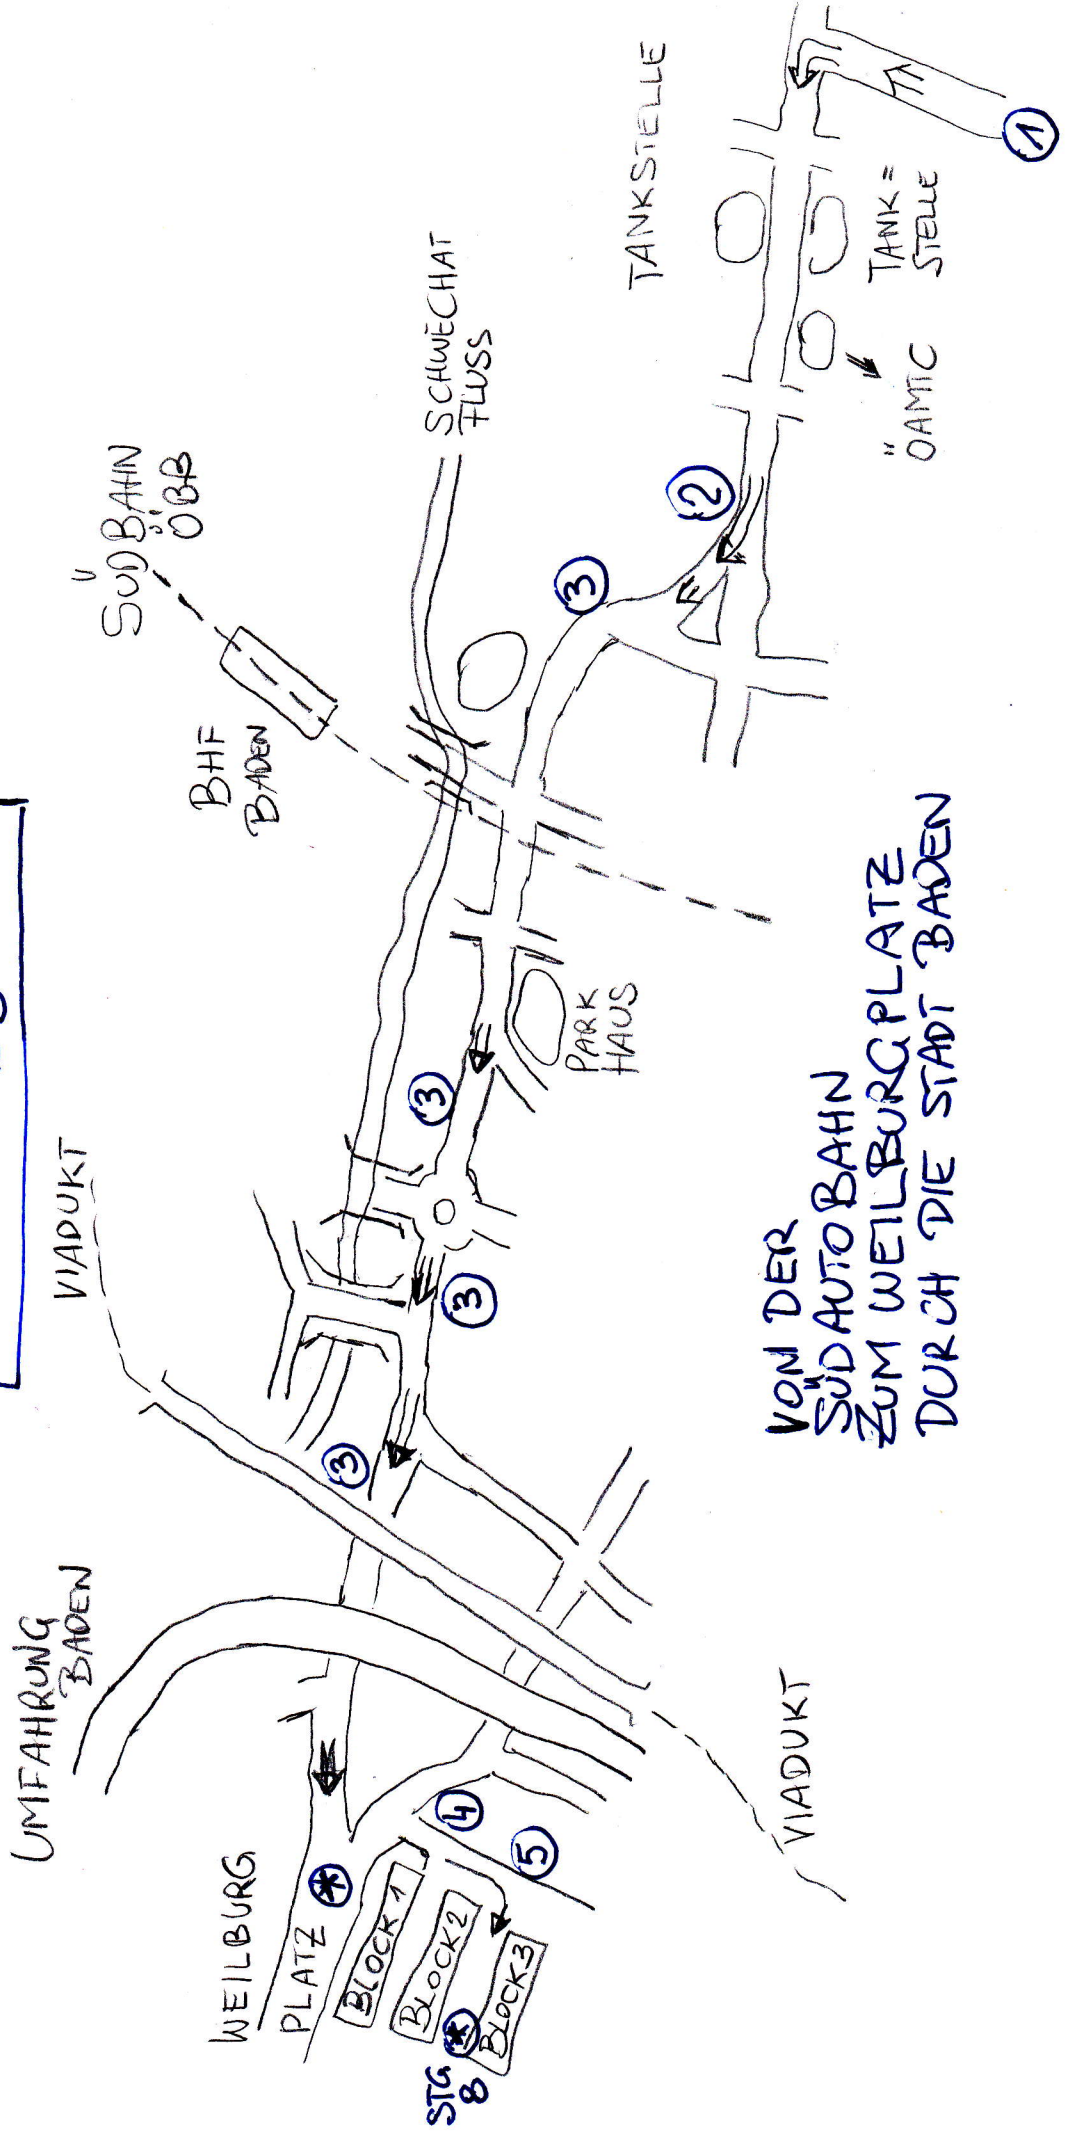 UMFAHRUNG
BADEN
VIADUKT
SÜDBAHN
ÖBB
BHF
BADEN
SCHWECHAT
FLUSS
TANKSTELLE
WEILBURG
PLATZ
*
BLOCK 1
BLOCK 2
BLOCK 3
STG
8
*
4
5
3
3
3
3
2
1
PARK
HAUS
ÖAMTC
TANK=
STELLE
VIADUKT
VON DER
SÜDAUTOBAHN
ZUM WEILBURGPLATZ
DURCH DIE STADT BADEN